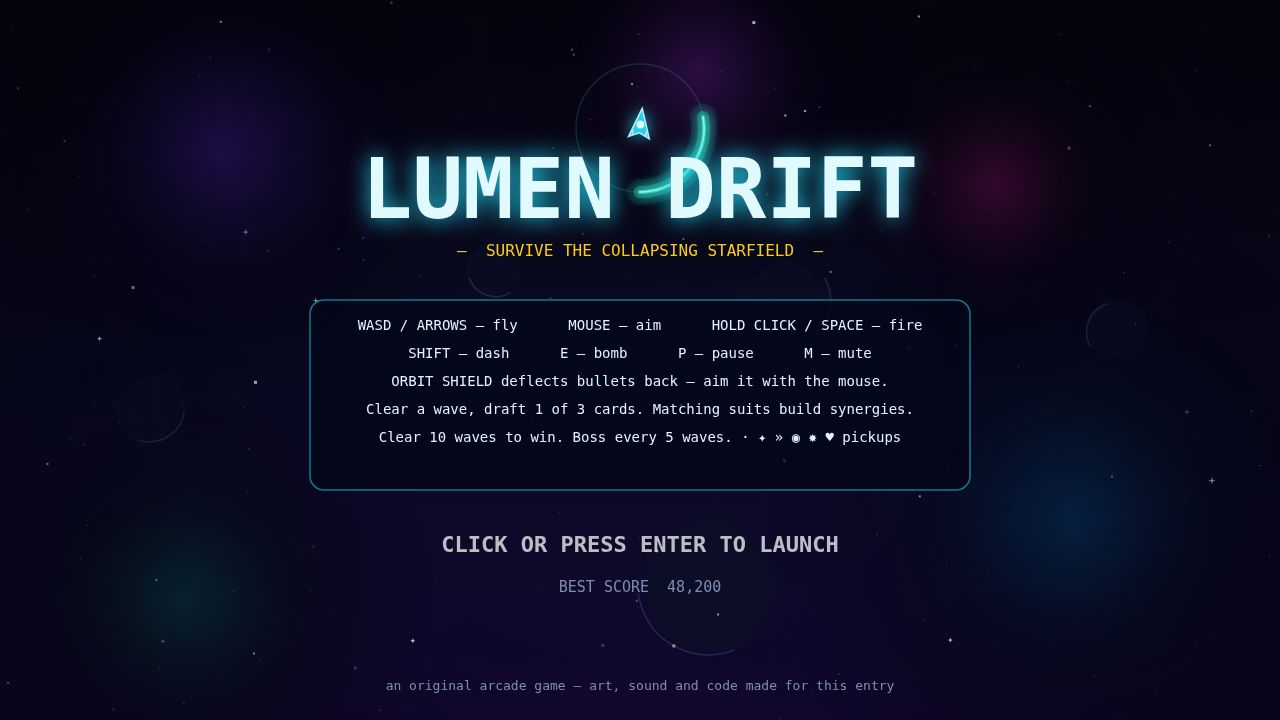 LUMEN DRIFT
— SURVIVE THE COLLAPSING STARFIELD —
WASD / ARROWS — fly MOUSE — aim HOLD CLICK / SPACE — fire
SHIFT — dash E — bomb P — pause M — mute
ORBIT SHIELD deflects bullets back — aim it with the mouse.
Clear a wave, draft 1 of 3 cards. Matching suits build synergies.
Clear 10 waves to win. Boss every 5 waves. · ✦ » ◉ ✸ ♥ pickups
CLICK OR PRESS ENTER TO LAUNCH
BEST SCORE 48,200
an original arcade game — art, sound and code made for this entry